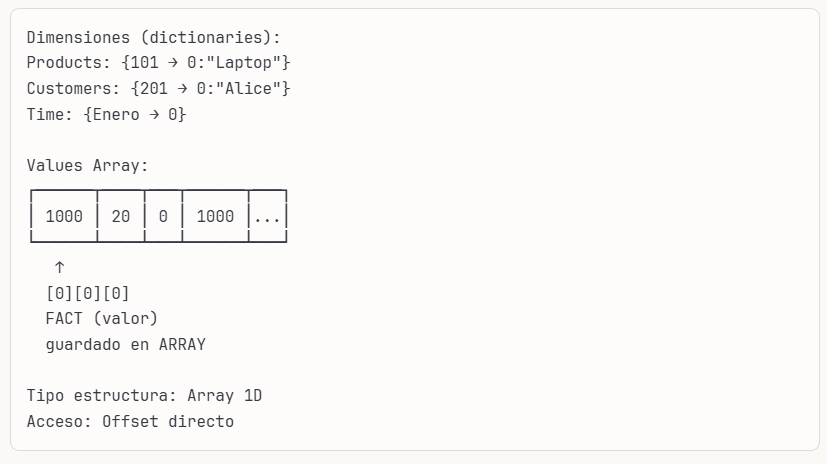 Dimensiones (dictionaries):
Products: {101 → 0:"Laptop"}
Customers: {201 → 0:"Alice"}
Time: {Enero → 0}
Values Array:
│ 1000 │ 20 │ 0 │ 1000 │...│
↑
[0][0][0]
FACT (valor)
guardado en ARRAY
Tipo estructura: Array 1D
Acceso: Offset directo